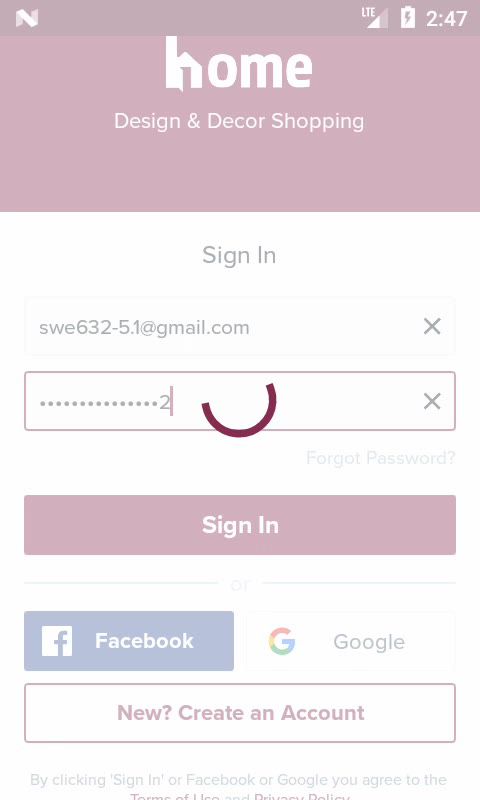 LTE 2:47
home
Design & Decor Shopping
Sign In
swe632-5.1@gmail.com
•••••••••••••••2
Forgot Password?
Sign In
or
Facebook
Google
New? Create an Account
By clicking 'Sign In' or Facebook or Google you agree to the
Terms of Use and Privacy Policy